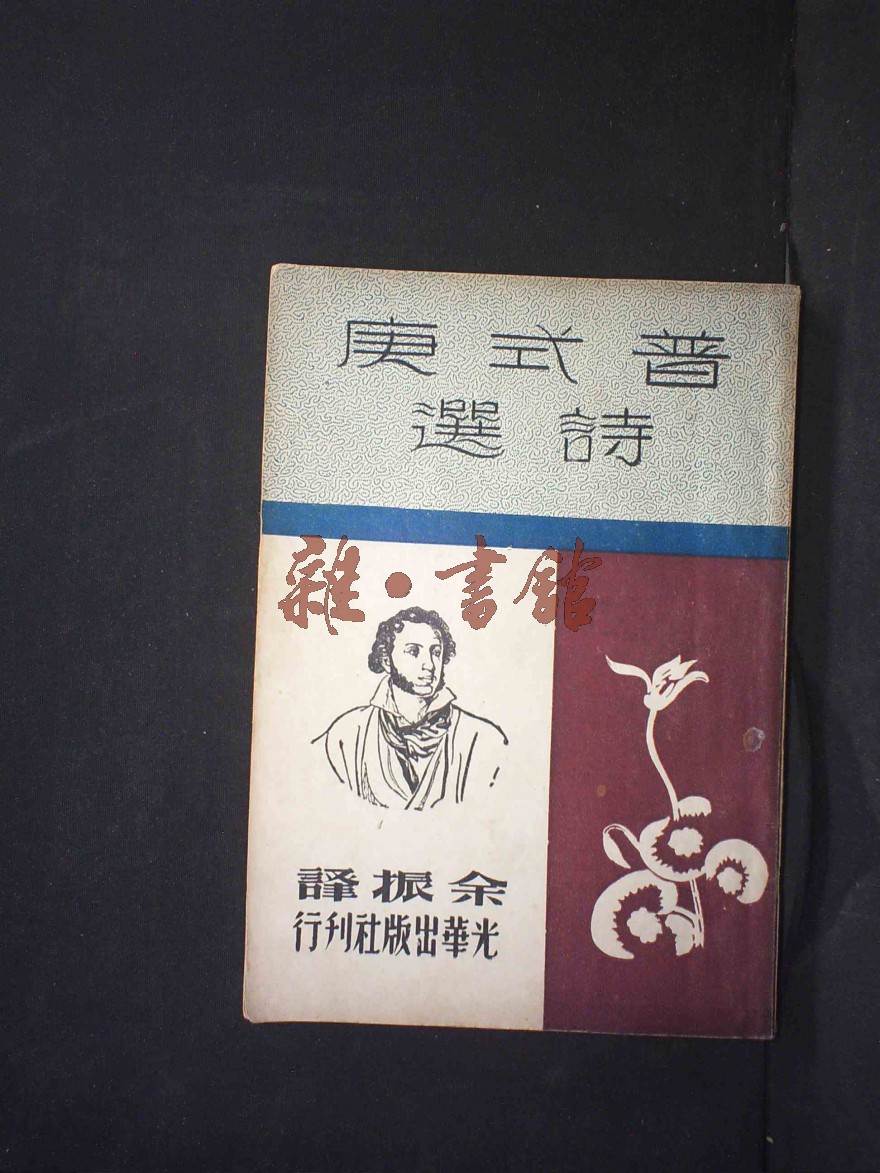 普式庚
詩選
雜·書館
余振譯
光華出版社刊行